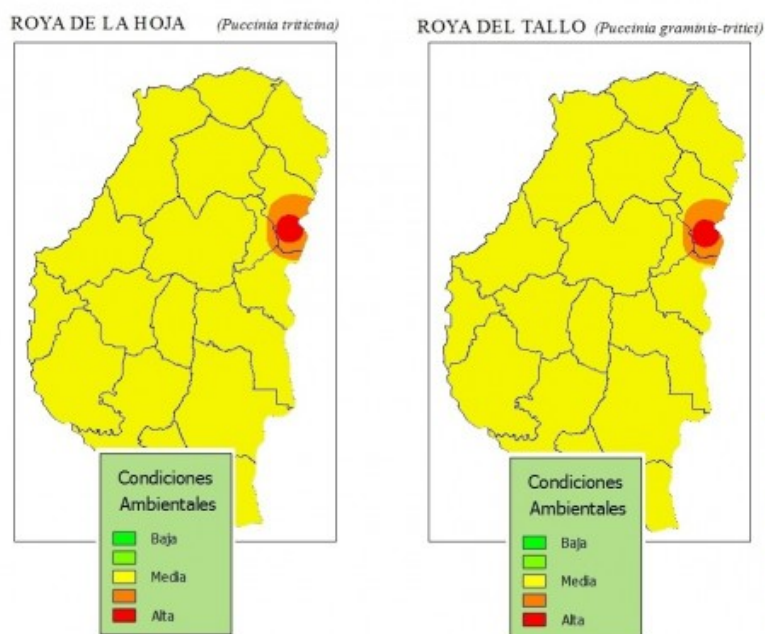 ROYA DE LA HOJA (Puccinia triticina)
ROYA DEL TALLO (Puccinia graminis-tritici)
Condiciones
Ambientales
Baja
Media
Alta
Condiciones
Ambientales
Baja
Media
Alta